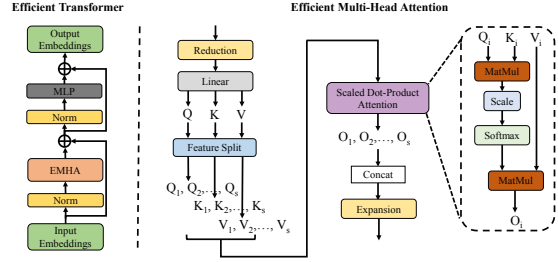 Efficient Transformer
Output
Embeddings
MLP
Norm
EMHA
Norm
Input
Embeddings
Efficient Multi-Head Attention
Reduction
Linear
Q K V
Feature Split
Q1, Q2,..., Qs
K1, K2,..., Ks
V1, V2,..., Vs
Scaled Dot-Product
Attention
O1, O2,..., Os
Concat
Expansion
Qi Ki Vi
MatMul
Scale
Softmax
MatMul
Oi